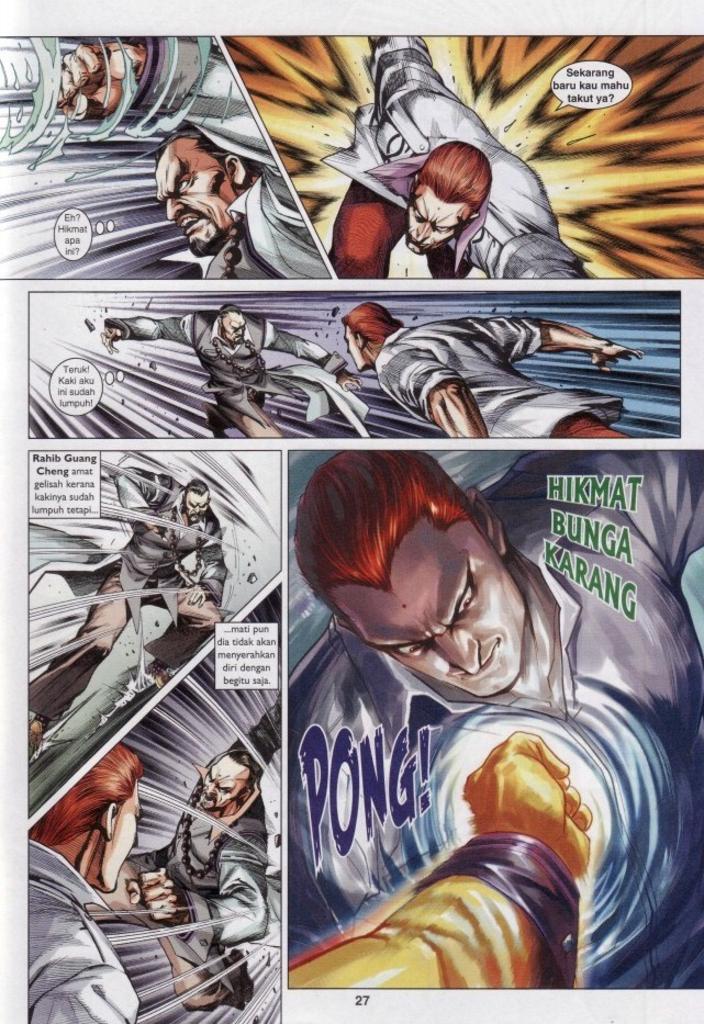 Eh?
Hikmat
apa
ini?
Sekarang
baru kau mahu
takut ya?
Teruk!
Kaki aku
ini sudah
lumpuh!
Rahib Guang
Cheng amat
gelisah kerana
kakinya sudah
lumpuh tetapi...
...mati pun
dia tidak akan
menyerahkan
diri dengan
begitu saja.
HIKMAT
BUNGA
KARANG
PONG!
27